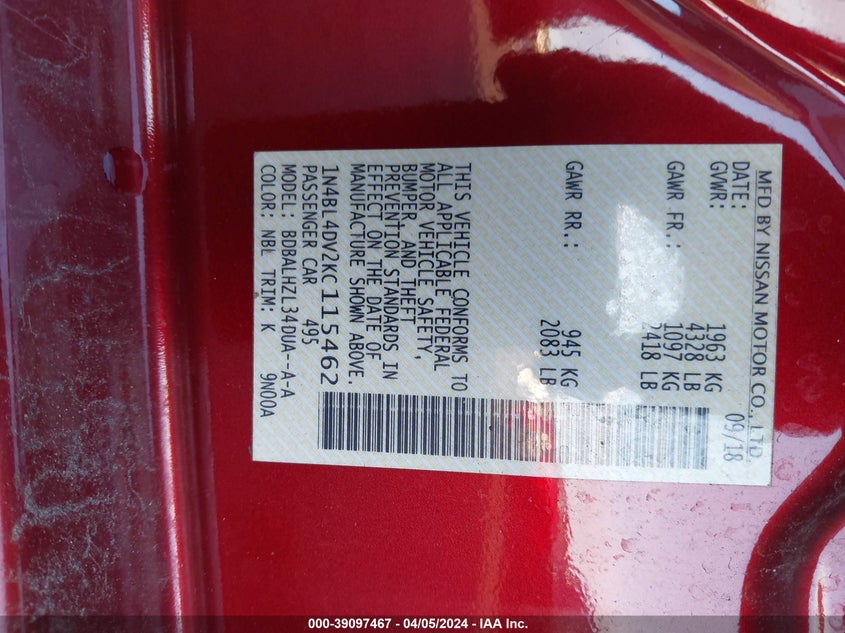 MFD BY NISSAN MOTOR CO., LTD.
DATE: 09/18
GVWR: 1963 KG
4328 LB
GAWR FR.: 1097 KG
2418 LB
GAWR RR.: 945 KG
2083 LB
THIS VEHICLE CONFORMS TO
ALL APPLICABLE FEDERAL
MOTOR VEHICLE SAFETY,
BUMPER, AND THEFT
PREVENTION STANDARDS IN
EFFECT ON THE DATE OF
MANUFACTURE SHOWN ABOVE.
1N4BL4DV2KC115462
PASSENGER CAR 495
MODEL: BDBALHZL34DUA--A-A
COLOR: NBL TRIM: K 9N00A
000-39097467 - 04/05/2024 - IAA Inc.